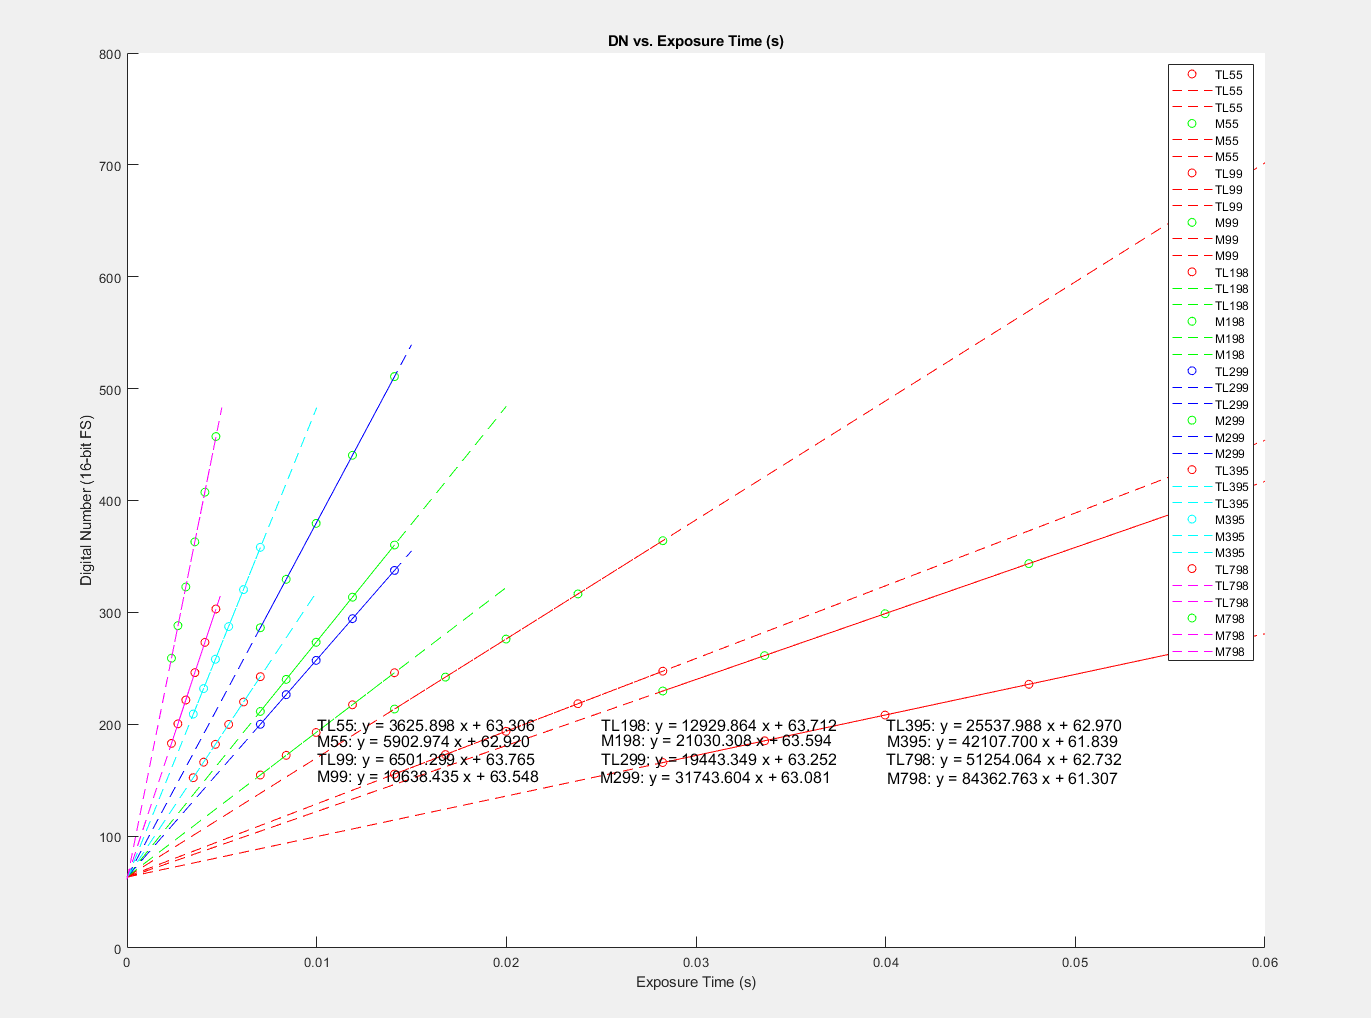 DN vs. Exposure Time (s)
800
700
600
500
400
300
200
100
0
Digital Number (16-bit FS)
0
0.01
0.02
0.03
0.04
0.05
0.06
Exposure Time (s)
TL55: y = 3625.898 x + 63.306
M55: y = 5902.974 x + 62.920
TL99: y = 6501.299 x + 63.765
M99: y = 10638.435 x + 63.548
TL198: y = 12929.864 x + 63.712
M198: y = 21030.308 x + 63.594
TL299: y = 19443.349 x + 63.252
M299: y = 31743.604 x + 63.081
TL395: y = 25537.988 x + 62.970
M395: y = 42107.700 x + 61.839
TL798: y = 51254.064 x + 62.732
M798: y = 84362.763 x + 61.307
TL55
TL55
TL55
M55
M55
M55
TL99
TL99
TL99
M99
M99
M99
TL198
TL198
TL198
M198
M198
M198
TL299
TL299
TL299
M299
M299
M299
TL395
TL395
TL395
M395
M395
M395
TL798
TL798
TL798
M798
M798
M798